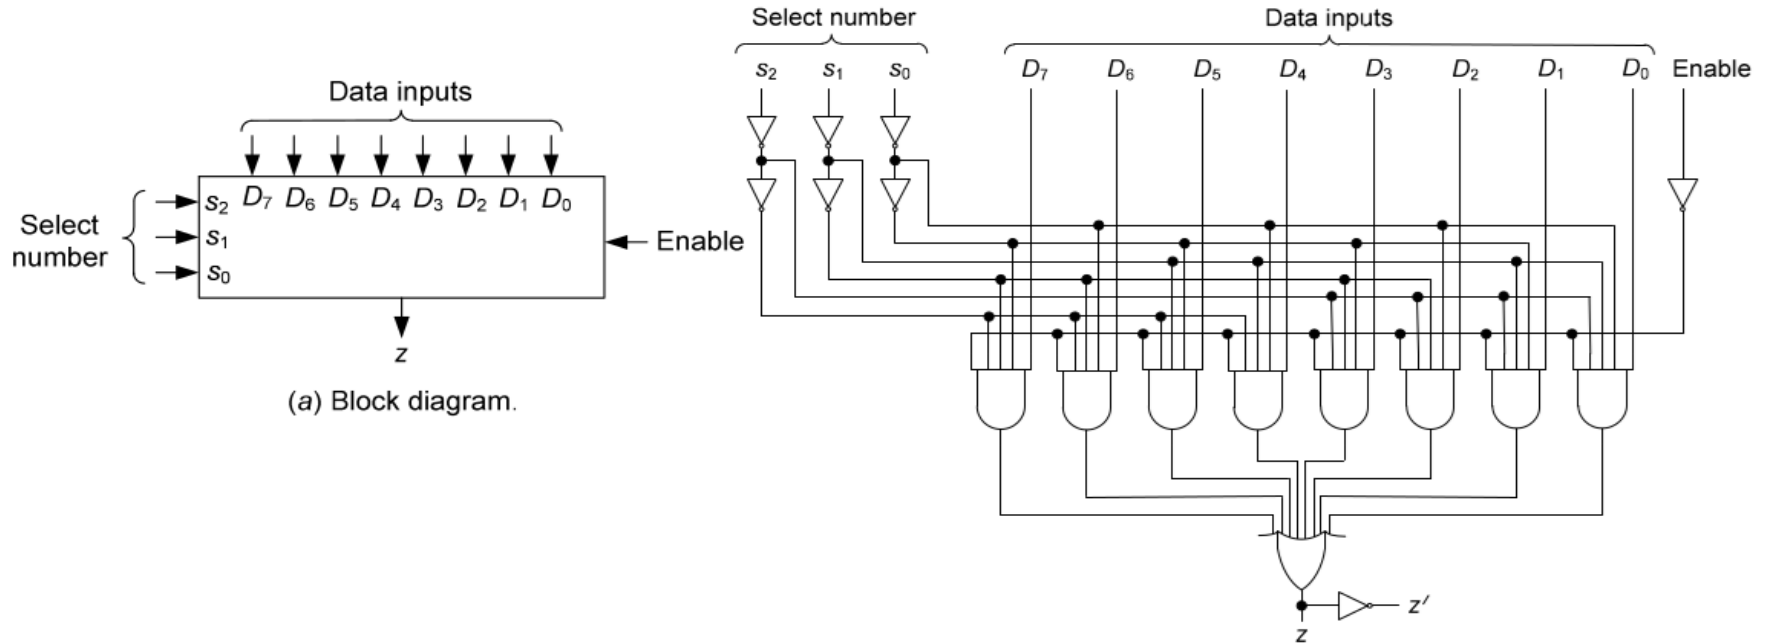 Data inputs
Select
number
s₂ D₇ D₆ D₅ D₄ D₃ D₂ D₁ D₀
s₁
s₀
Enable
z
(a) Block diagram.
Select number
Data inputs
s₂ s₁ s₀ D₇ D₆ D₅ D₄ D₃ D₂ D₁ D₀ Enable
z′
z